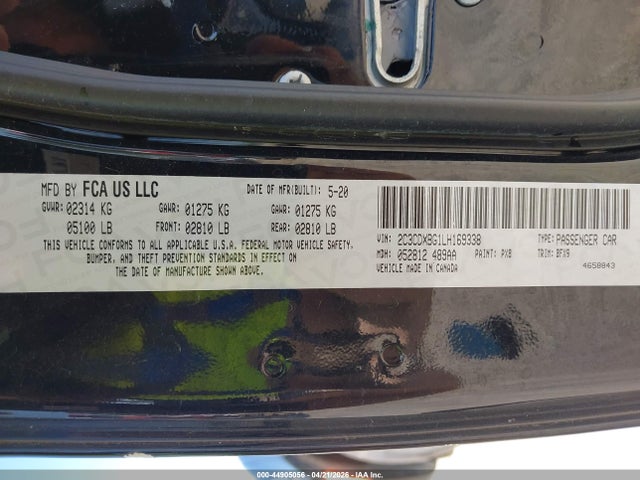 MFD BY FCA US LLC DATE OF MFR(BUILT): 5-20
GVWR: 02314 KG GAWR: 01275 KG GAWR: 01275 KG
05100 LB FRONT: 02810 LB REAR: 02810 LB
THIS VEHICLE CONFORMS TO ALL APPLICABLE U.S.A. FEDERAL MOTOR VEHICLE SAFETY,
BUMPER, AND THEFT PREVENTION STANDARDS IN EFFECT ON THE
DATE OF MANUFACTURE SHOWN ABOVE.
VIN: 2C3CDXBG1LH169338 TYPE: PASSENGER CAR
MDH: 052812 489AA PAINT: PX8 TRIM: BFX9
VEHICLE MADE IN CANADA 4658843
000-44905056 - 04/21/2026 - IAA Inc.